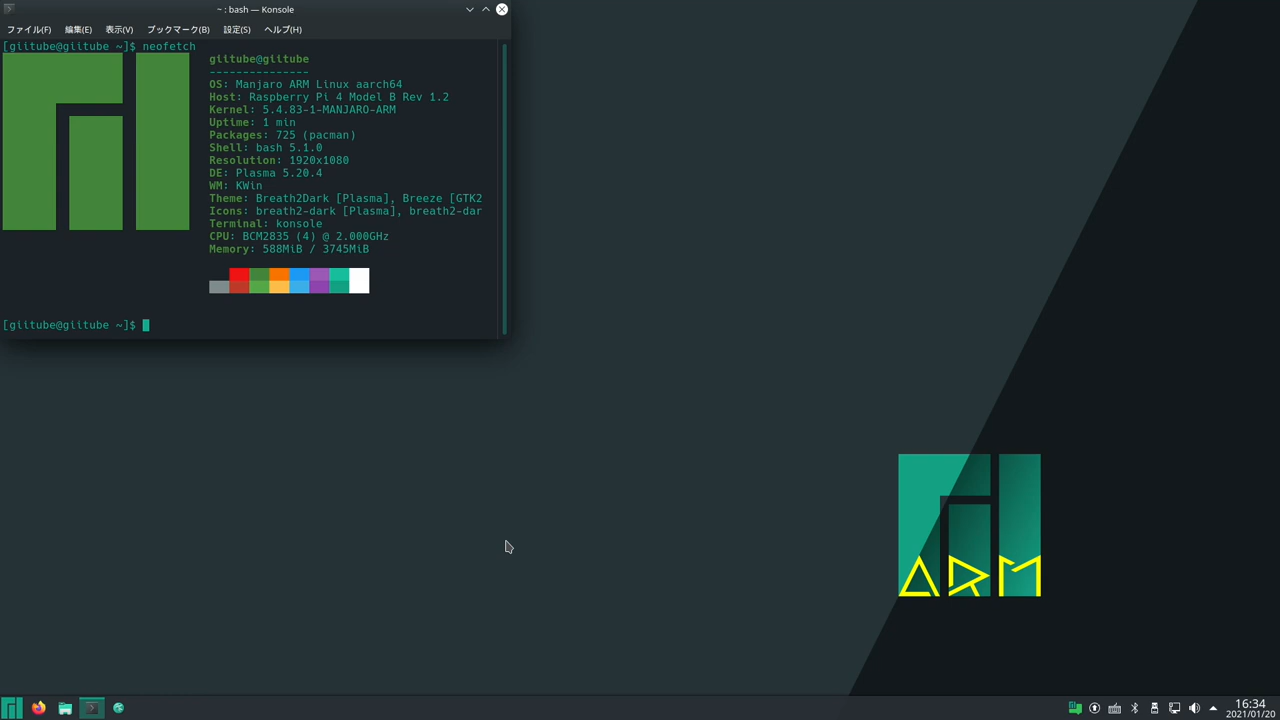 ~ : bash — Konsole
ファイル(F) 編集(E) 表示(V) ブックマーク(B) 設定(S) ヘルプ(H)
[giitube@giitube ~]$ neofetch
giitube@giitube
---------------
OS: Manjaro ARM Linux aarch64
Host: Raspberry Pi 4 Model B Rev 1.2
Kernel: 5.4.83-1-MANJARO-ARM
Uptime: 1 min
Packages: 725 (pacman)
Shell: bash 5.1.0
Resolution: 1920x1080
DE: Plasma 5.20.4
WM: KWin
Theme: Breath2Dark [Plasma], Breeze [GTK2
Icons: breath2-dark [Plasma], breath2-dar
Terminal: konsole
CPU: BCM2835 (4) @ 2.000GHz
Memory: 588MiB / 3745MiB
[giitube@giitube ~]$
ARM
16:34
2021/01/20